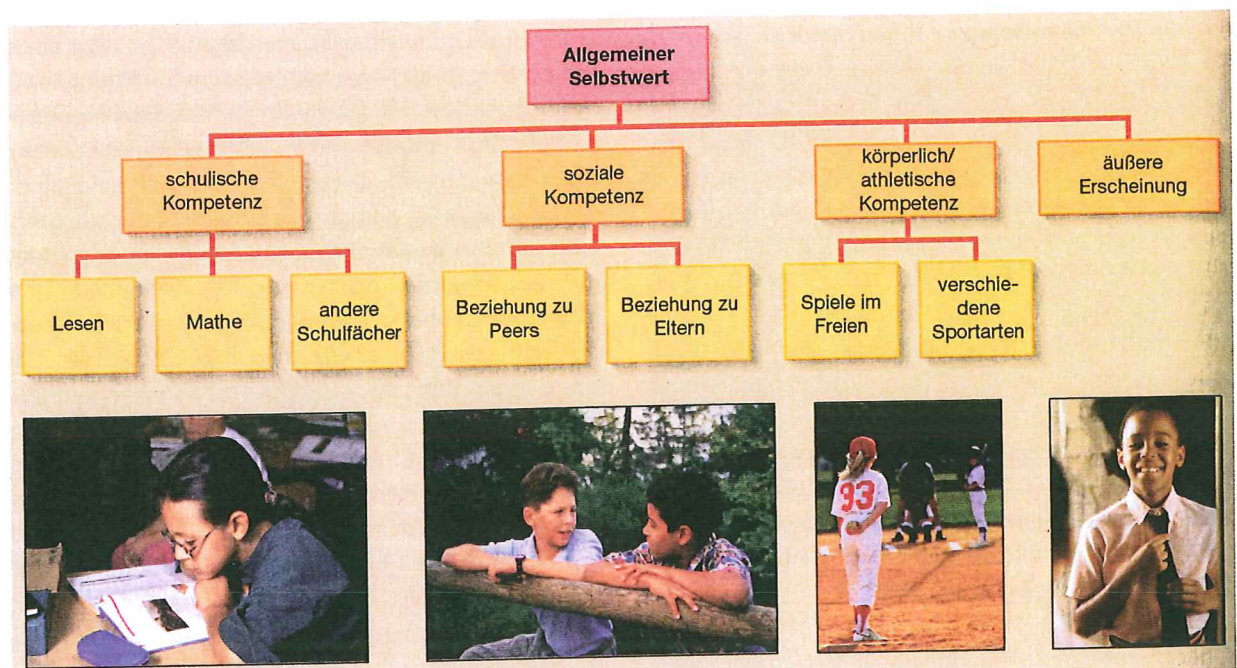 Allgemeiner
Selbstwert
schulische
Kompetenz
soziale
Kompetenz
körperlich/
athletische
Kompetenz
äußere
Erscheinung
Lesen
Mathe
andere
Schulfächer
Beziehung zu
Peers
Beziehung zu
Eltern
Spiele im
Freien
verschie-
dene
Sportarten
93